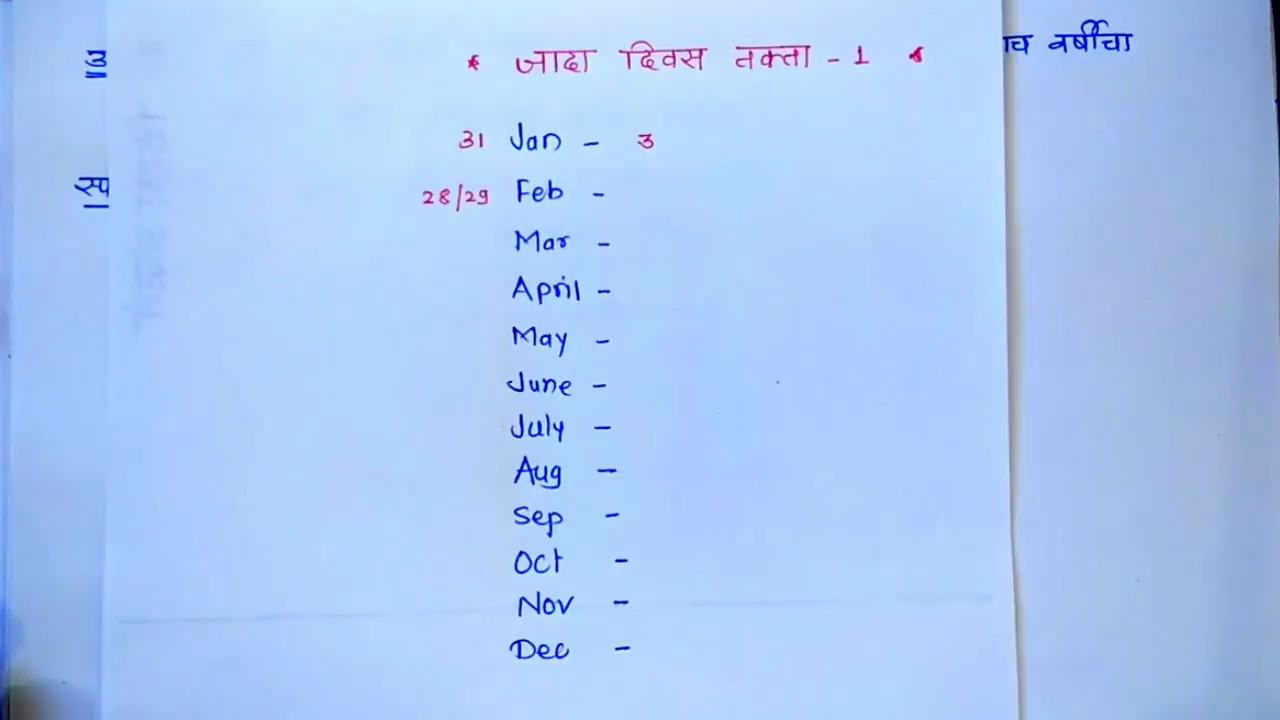 * जादा दिवस तक्ता - 1 *
वर्षीचा
31 Jan - 3
28/29 Feb -
Mar -
April -
May -
June -
July -
Aug -
Sep -
Oct -
Nov -
Dec -